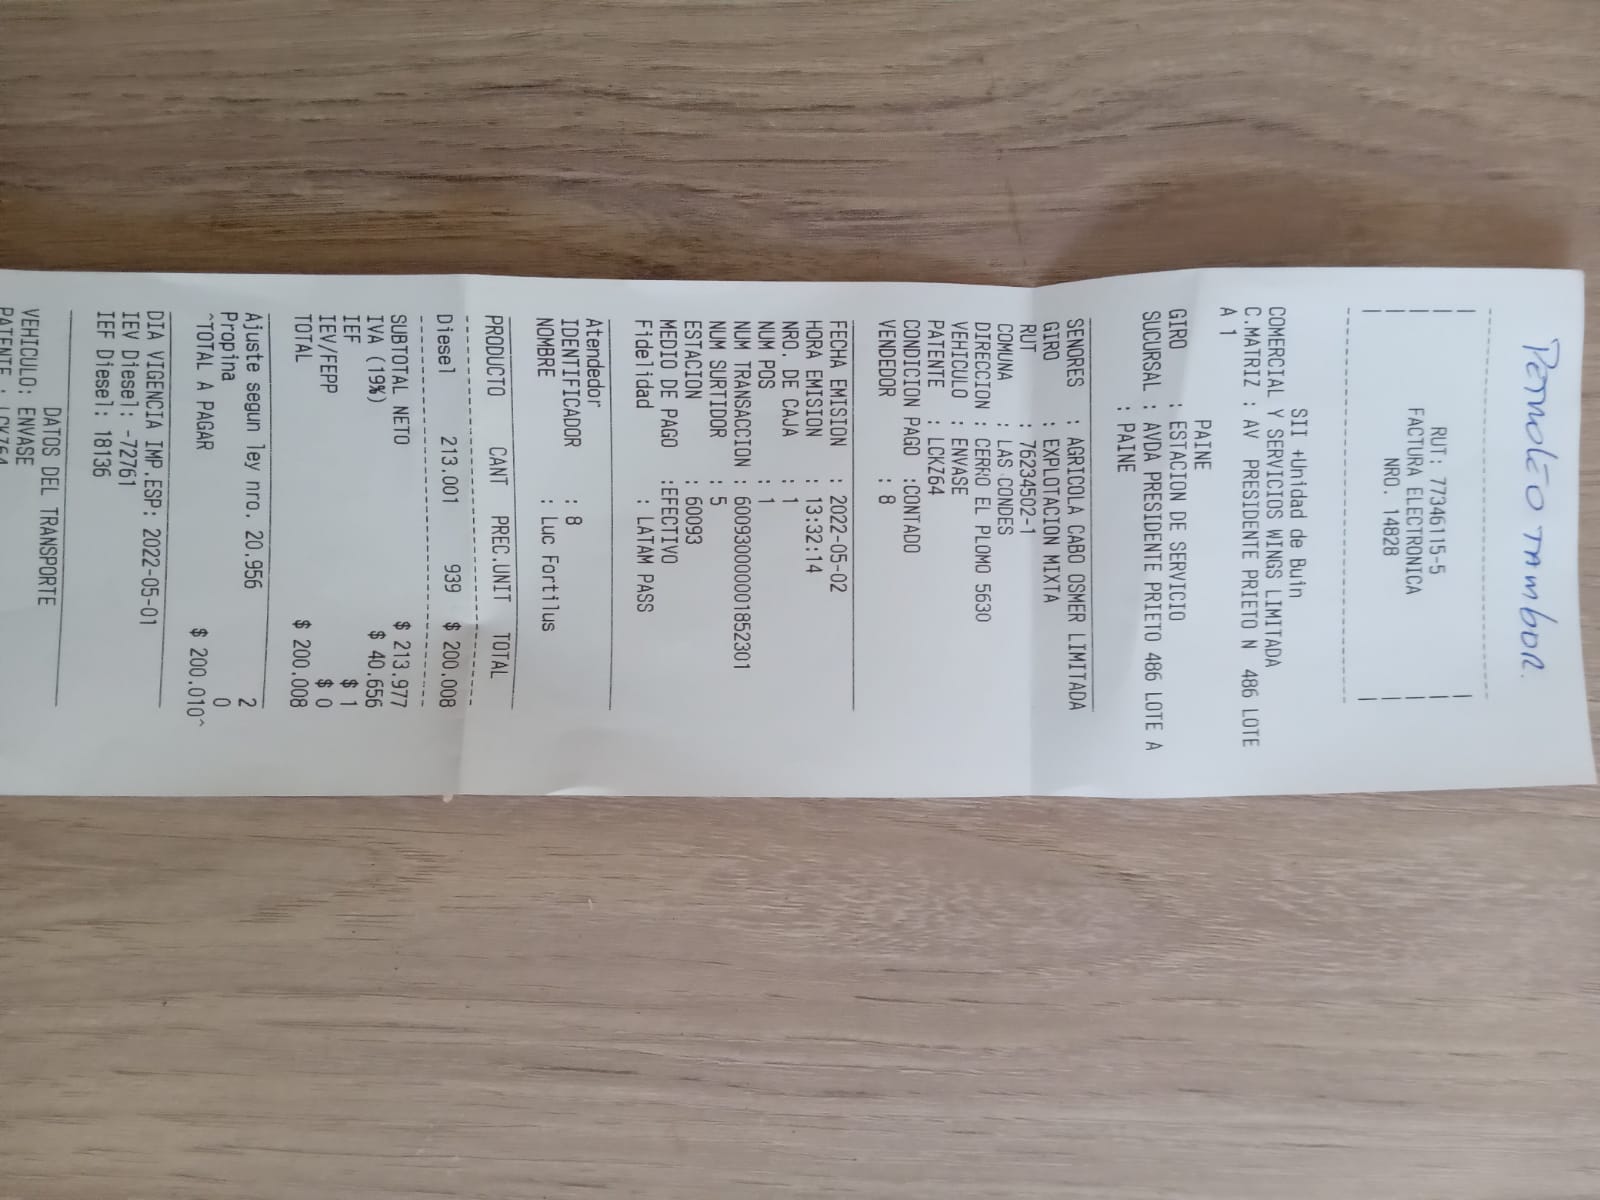 Petroleo Tambor.
RUT: 77346115-5
FACTURA ELECTRONICA
NRO. 14828
SII +Unidad de Buin
COMERCIAL Y SERVICIOS WINGS LIMITADA
C.MATRIZ : AV PRESIDENTE PRIETO N 486 LOTE
A 1
PAINE
GIRO : ESTACION DE SERVICIO
SUCURSAL : AVDA PRESIDENTE PRIETO 486 LOTE A
: PAINE
SENORES : AGRICOLA CABO OSMER LIMITADA
GIRO : EXPLOTACION MIXTA
RUT : 76234502-1
COMUNA : LAS CONDES
DIRECCION : CERRO EL PLOMO 5630
VEHICULO : ENVASE
PATENTE : LCKZ64
CONDICION PAGO :CONTADO
VENDEDOR : 8
FECHA EMISION : 2022-05-02
HORA EMISION : 13:32:14
NRO. DE CAJA : 1
NUM POS : 1
NUM TRANSACCION : 6009300000001852301
NUM SURTIDOR : 5
ESTACION : 60093
MEDIO DE PAGO :EFECTIVO
Fidelidad : LATAM PASS
Atendedor
IDENTIFICADOR : 8
NOMBRE : Luc Fortilus
PRODUCTO CANT PREC.UNIT TOTAL
Diesel 213.001 939 $ 200.008
SUBTOTAL NETO $ 213.977
IVA (19%) $ 40.656
IEF $ 1
IEV/FEPP $ 0
TOTAL $ 200.008
Ajuste segun ley nro. 20.956 2
Propina 0
^TOTAL A PAGAR $ 200.010^
DIA VIGENCIA IMP.ESP: 2022-05-01
IEV Diesel: -72761
IEF Diesel: 18136
DATOS DEL TRANSPORTE
VEHICULO: ENVASE
PATENTE : LCKZ64